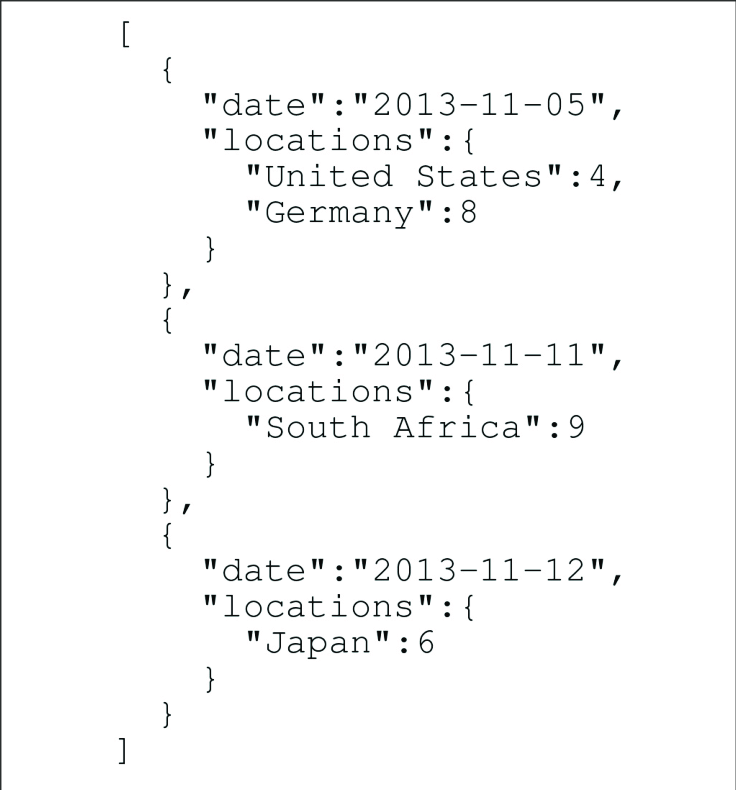 [
  {
    "date":"2013-11-05",
    "locations":{
      "United States":4,
      "Germany":8
    }
  },
  {
    "date":"2013-11-11",
    "locations":{
      "South Africa":9
    }
  },
  {
    "date":"2013-11-12",
    "locations":{
      "Japan":6
    }
  }
]